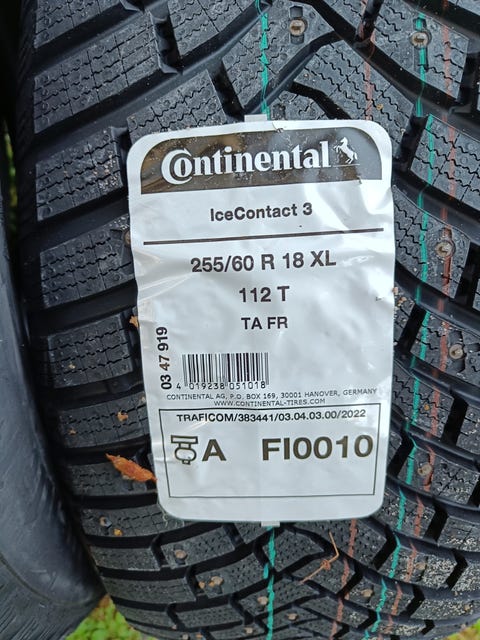 Continental
IceContact 3
255/60 R 18 XL
112 T
TA FR
03 47 919
4 019238 051018
CONTINENTAL AG, P.O. BOX 169, 30001 HANOVER, GERMANY
WWW.CONTINENTAL-TIRES.COM
TRAFICOM/383441/03.04.03.00/2022
A FI0010